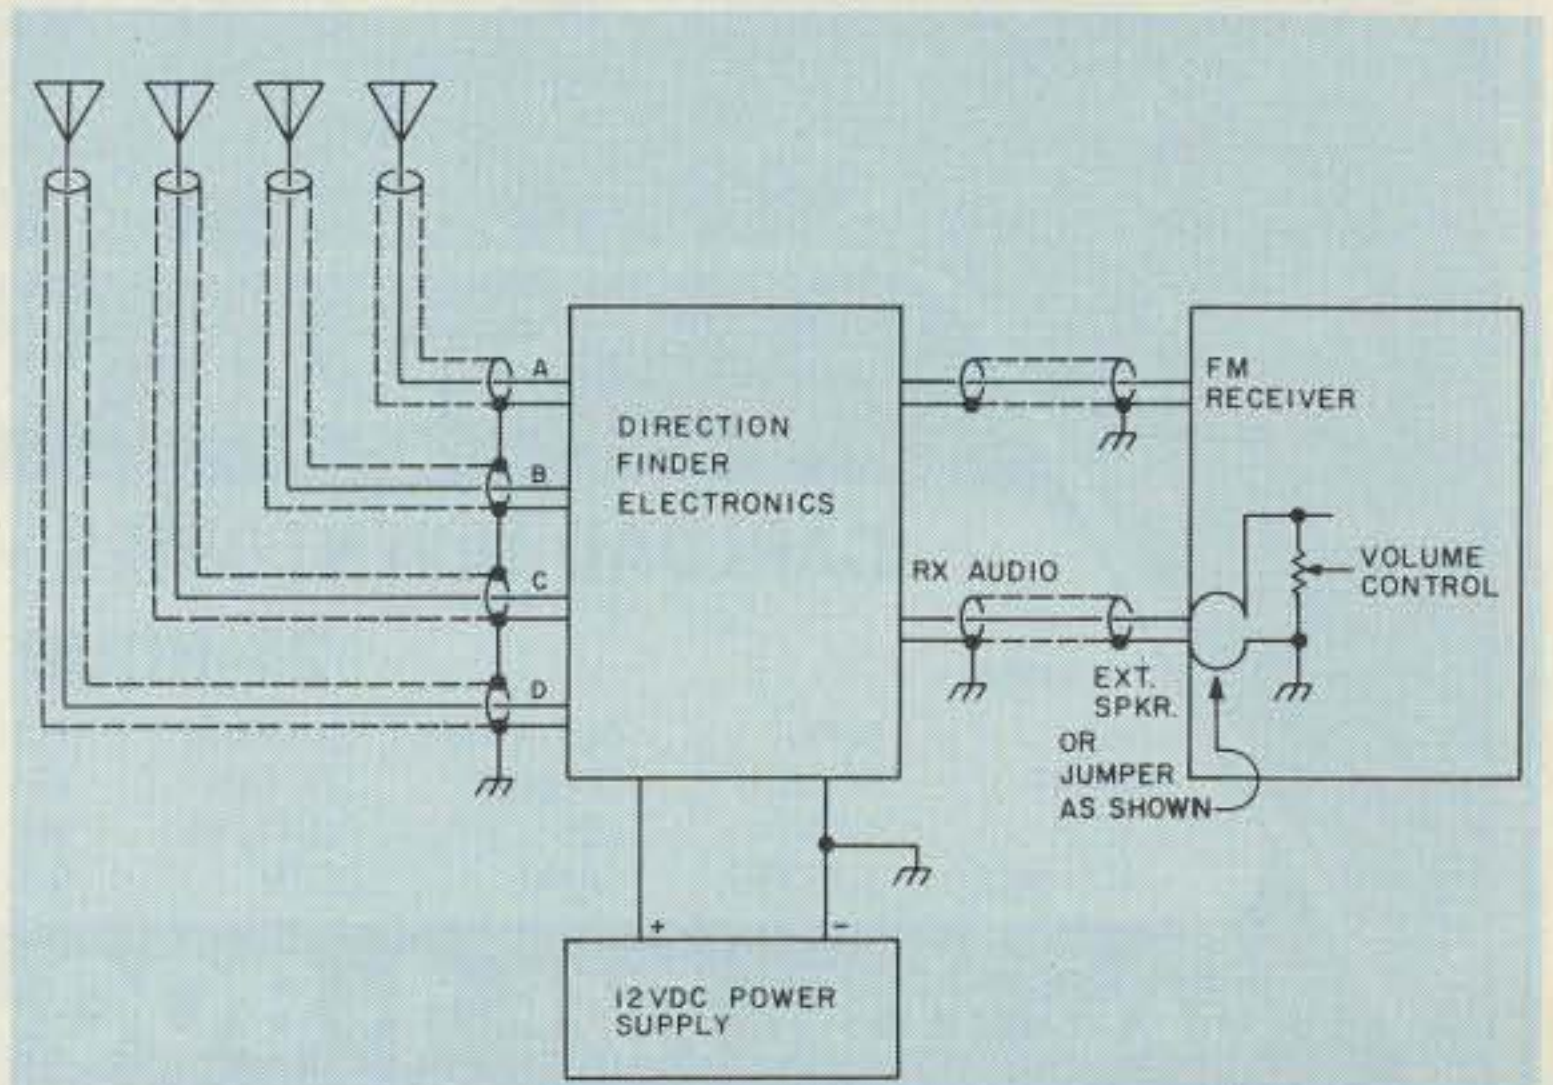 A
B
C
D
DIRECTION
FINDER
ELECTRONICS
FM
RECEIVER
RX AUDIO
VOLUME
CONTROL
EXT.
SPKR.
OR
JUMPER
AS SHOWN
+
-
12VDC POWER
SUPPLY